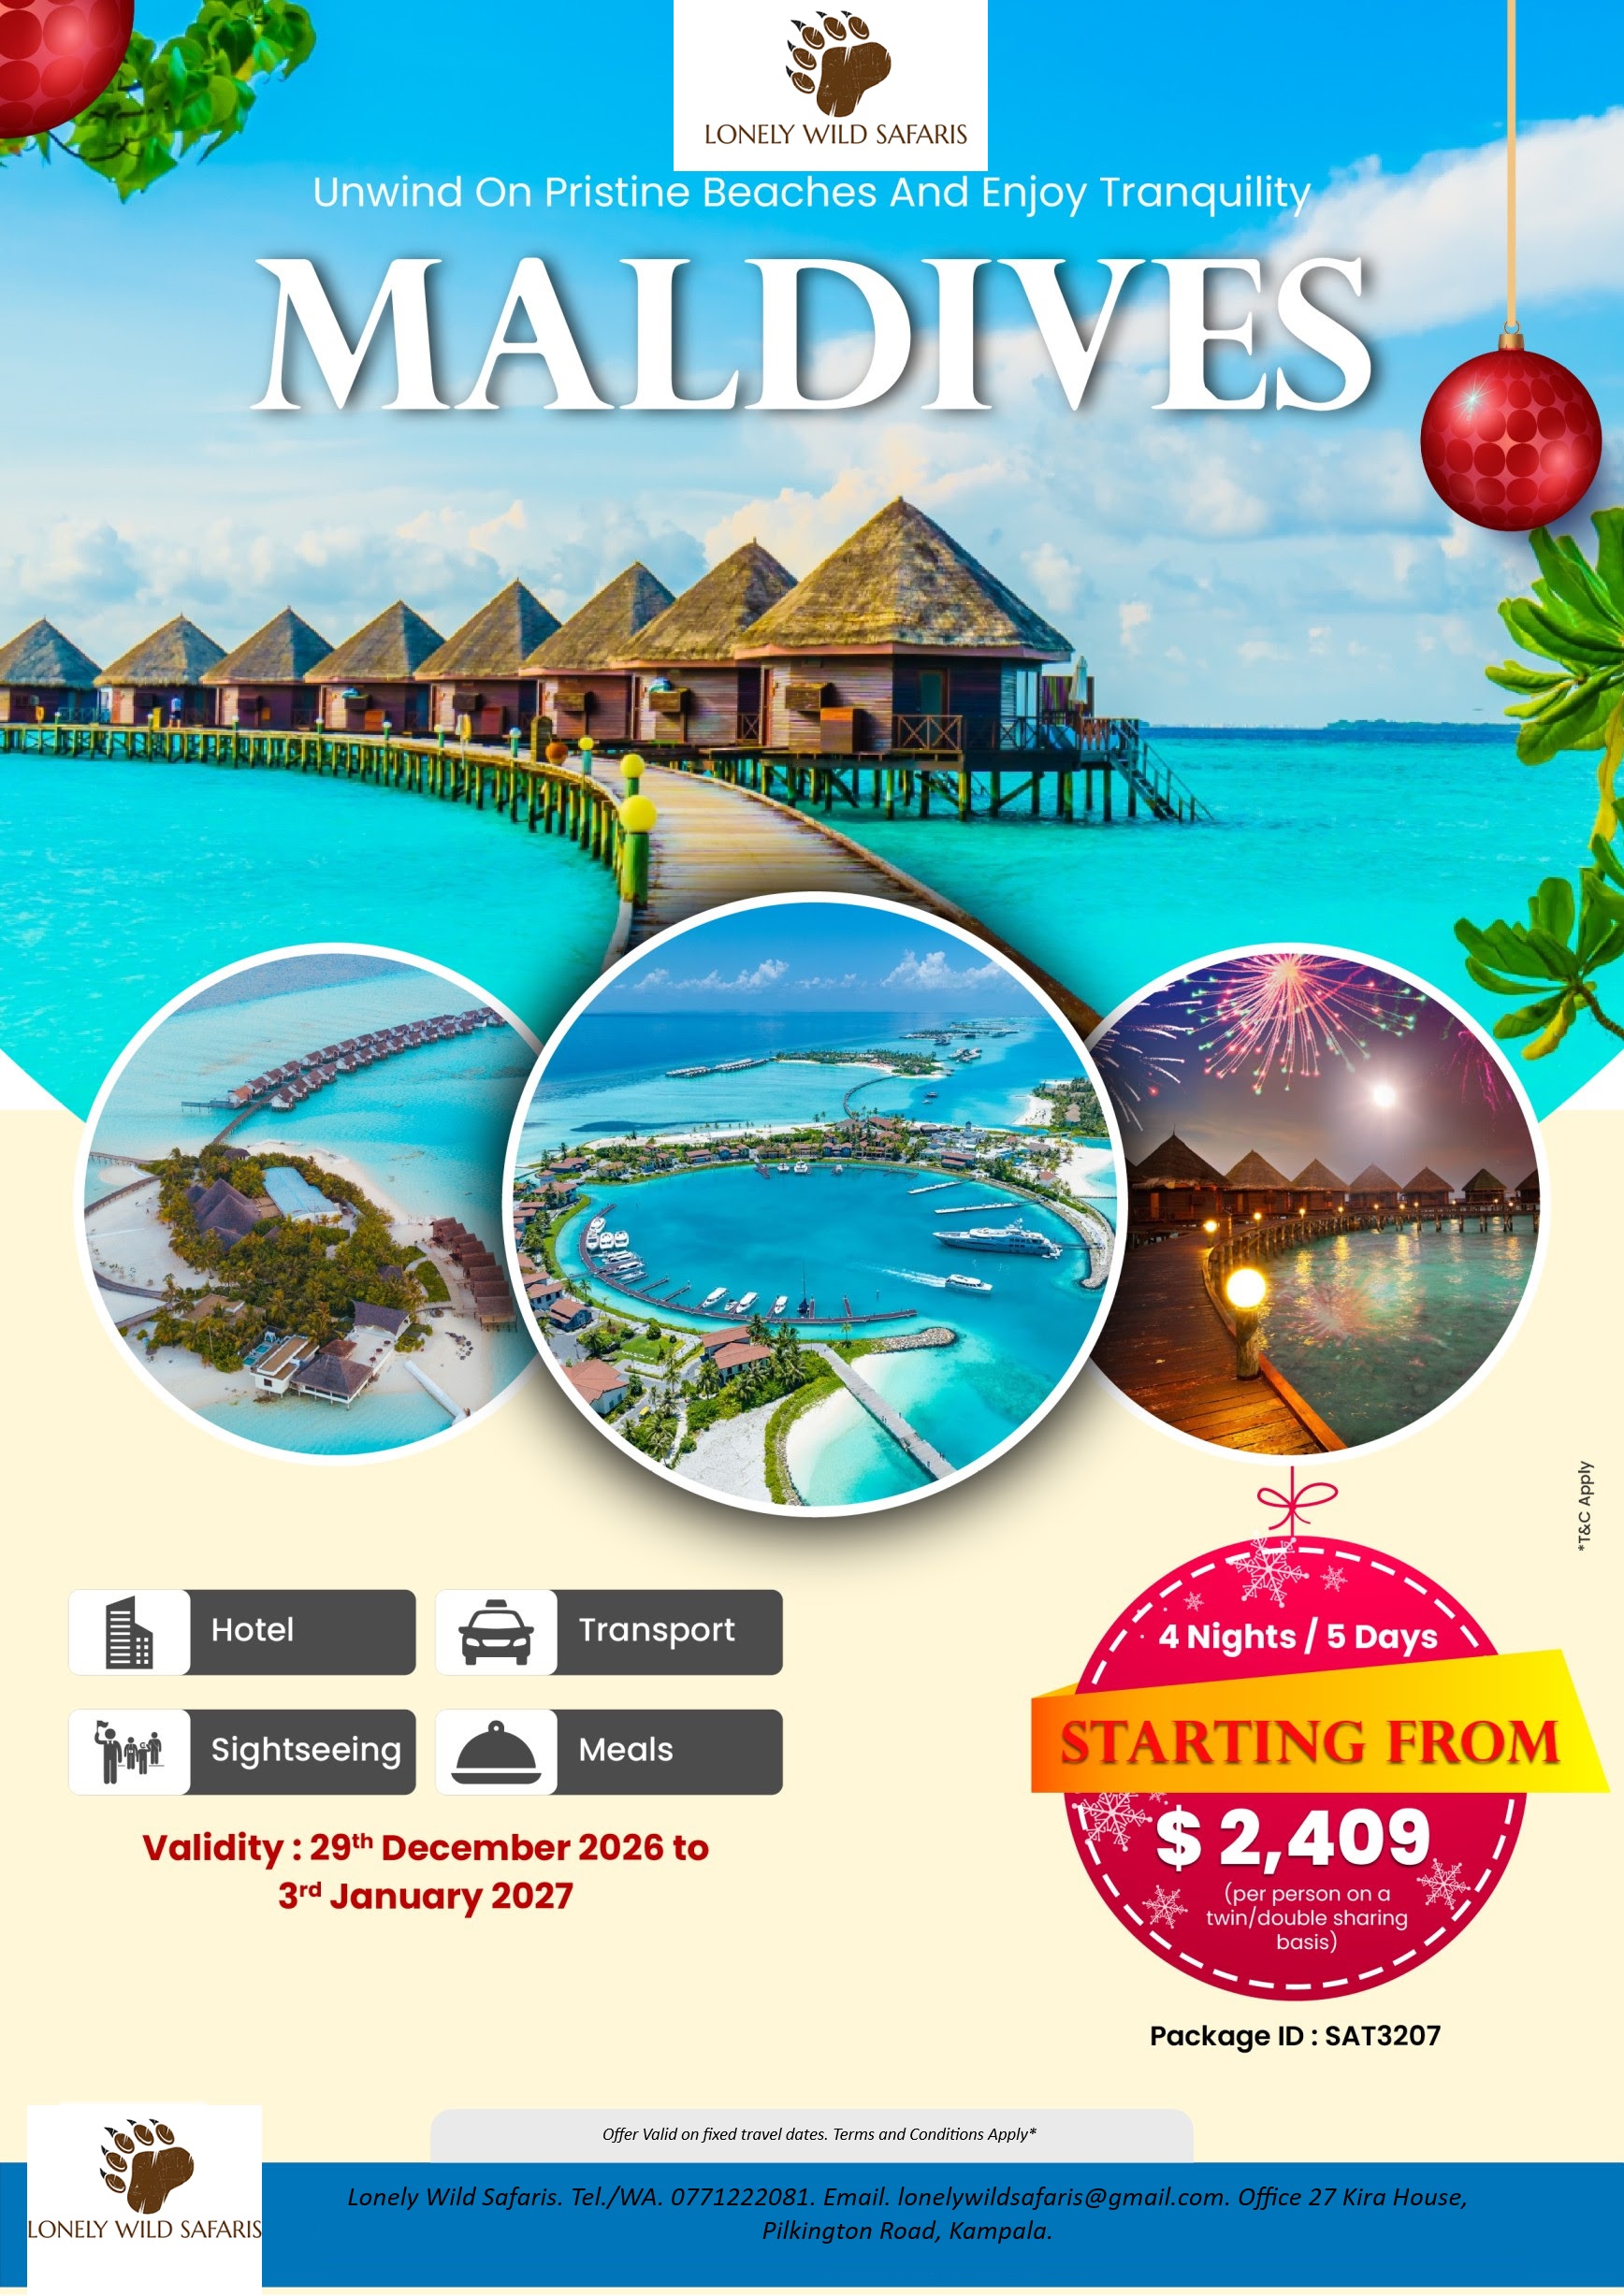 LONELY WILD SAFARIS
Unwind On Pristine Beaches And Enjoy Tranquility
MALDIVES
*T&C Apply
Hotel
Transport
Sightseeing
Meals
Validity : 29th December 2026 to
3rd January 2027
4 Nights / 5 Days
STARTING FROM
$ 2,409
(per person on a
twin/double sharing
basis)
Package ID : SAT3207
Offer Valid on fixed travel dates. Terms and Conditions Apply*
LONELY WILD SAFARIS
Lonely Wild Safaris. Tel./WA. 0771222081. Email. lonelywildsafaris@gmail.com. Office 27 Kira House,
Pilkington Road, Kampala.